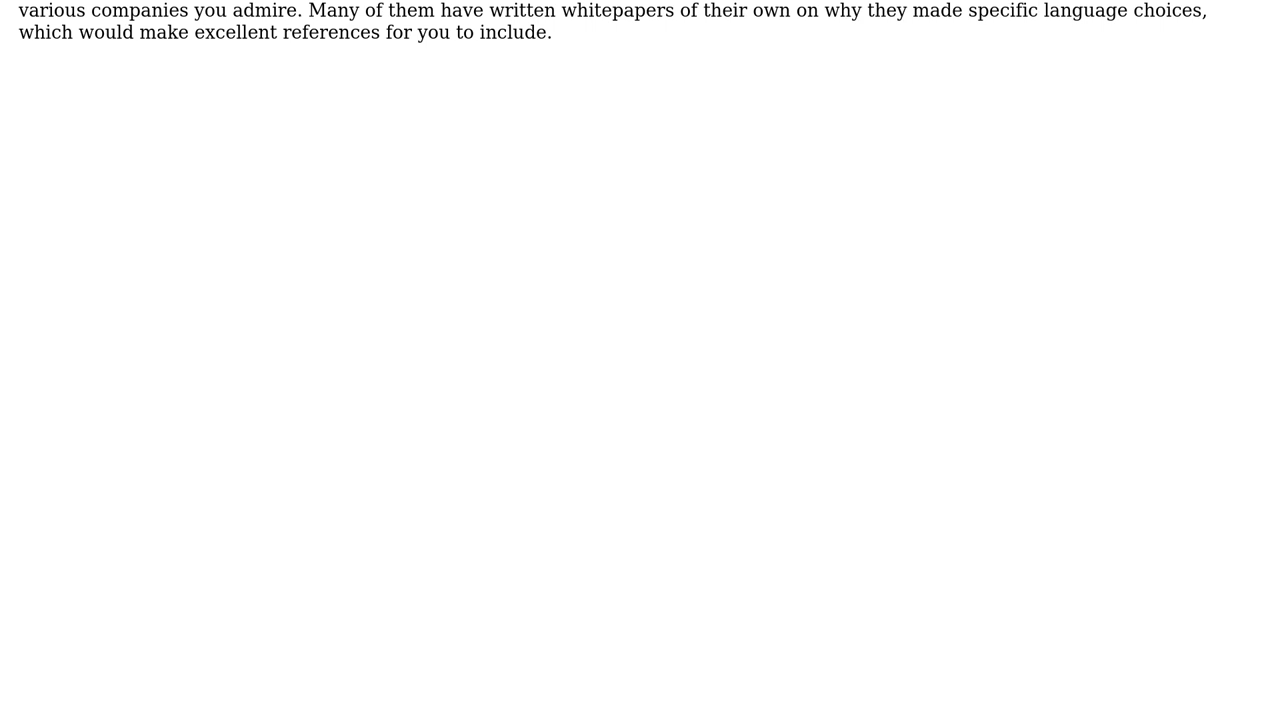 various companies you admire. Many of them have written whitepapers of their own on why they made specific language choices,
which would make excellent references for you to include.